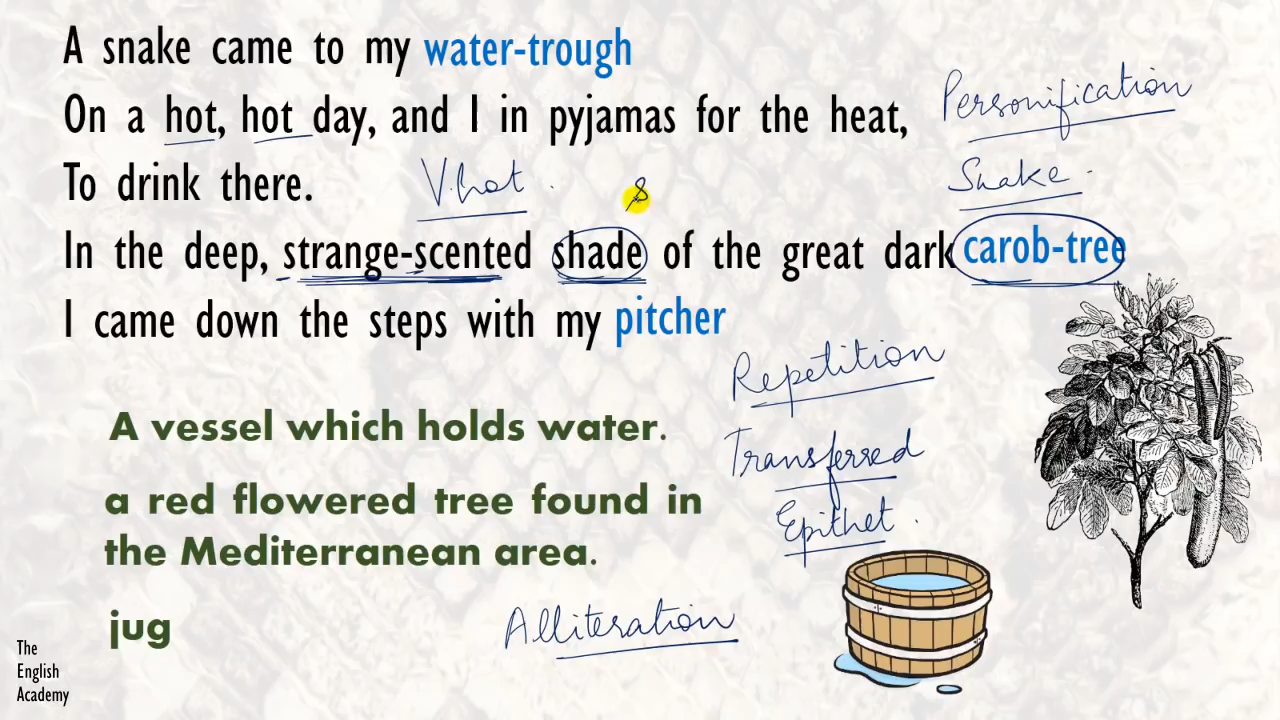 A snake came to my water-trough
On a hot, hot day, and I in pyjamas for the heat,
Personification
To drink there.
V.hot.
S
Snake.
In the deep, strange-scented shade of the great dark carob-tree
I came down the steps with my pitcher
Repetition
A vessel which holds water.
Transferred
Epithet.
a red flowered tree found in
the Mediterranean area.
jug
Alliteration
The
English
Academy